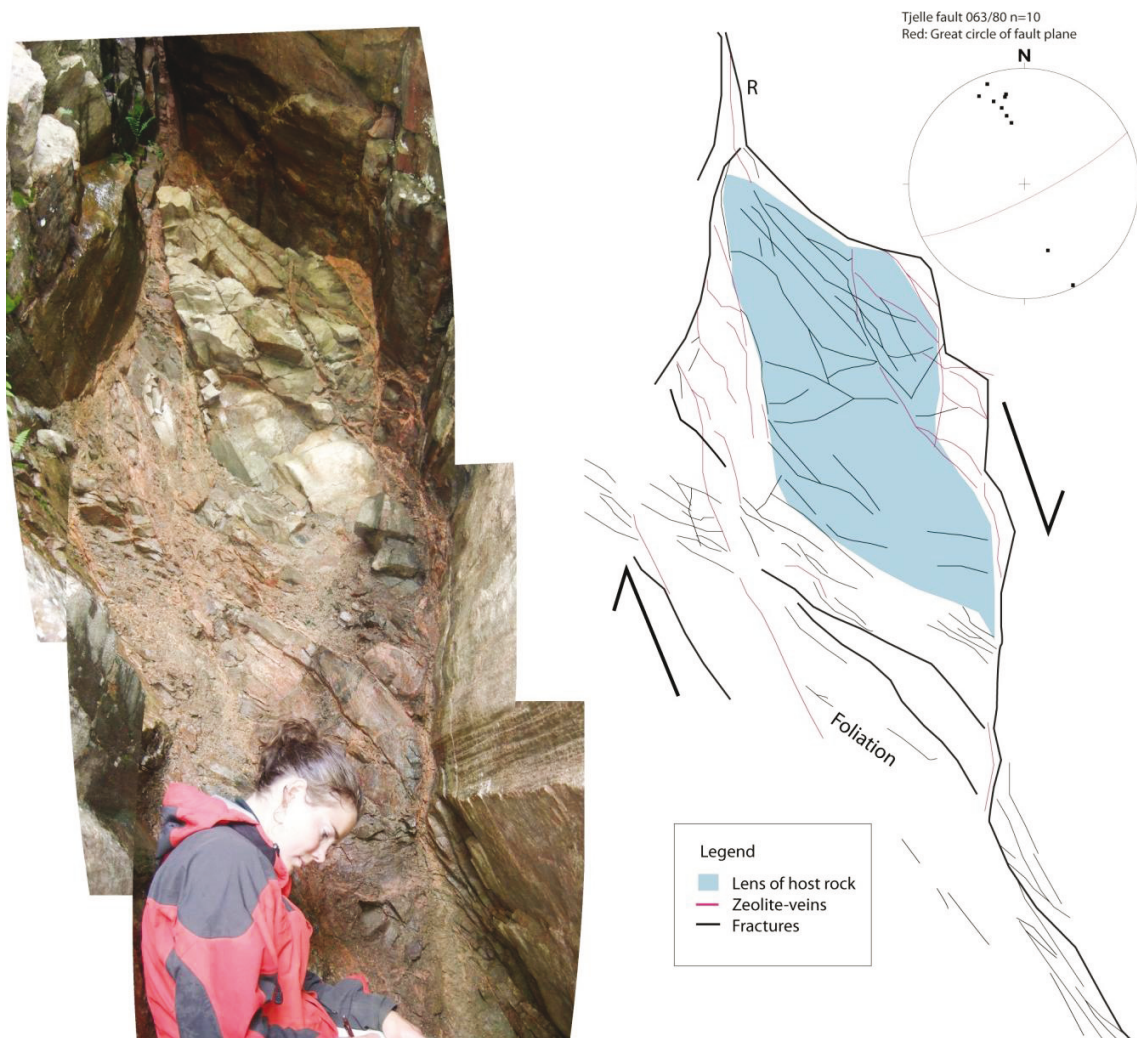 Tjelle fault 063/80 n=10
Red: Great circle of fault plane
N
R
Foliation
Legend
Lens of host rock
Zeolite-veins
Fractures